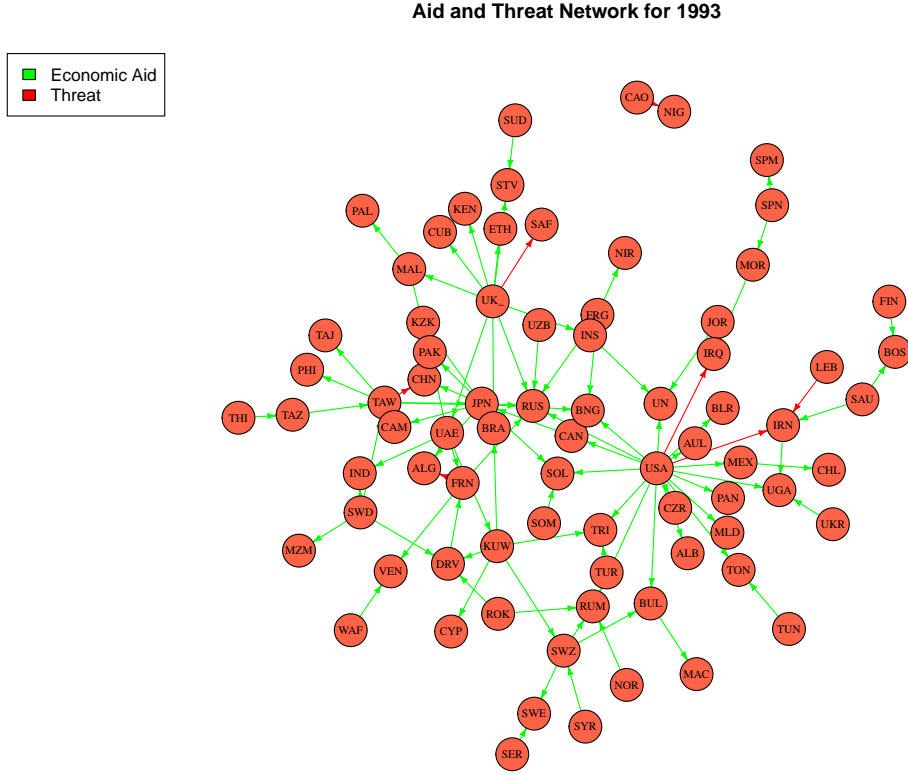 Aid and Threat Network for 1993
Economic Aid
Threat
CAO
NIG
SUD
SPM
STV
SPN
PAL
KEN
CUB
ETH
SAF
NIR
MOR
MAL
UK_
FIN
KZK
UZB
FRG
INS
JOR
TAJ
PAK
IRQ
BOS
PHI
CHN
LEB
TAW
JPN
RUS
BNG
UN
BLR
SAU
THI
TAZ
CAM
UAE
BRA
CAN
AUL
IRN
ALG
FRN
SOL
USA
MEX
CHL
IND
PAN
UGA
SWD
SOM
CZR
MLD
UKR
MZM
VEN
DRV
KUW
TRI
ALB
TUR
TON
WAF
CYP
ROK
RUM
BUL
TUN
SWZ
NOR
MAC
SWE
SYR
SER